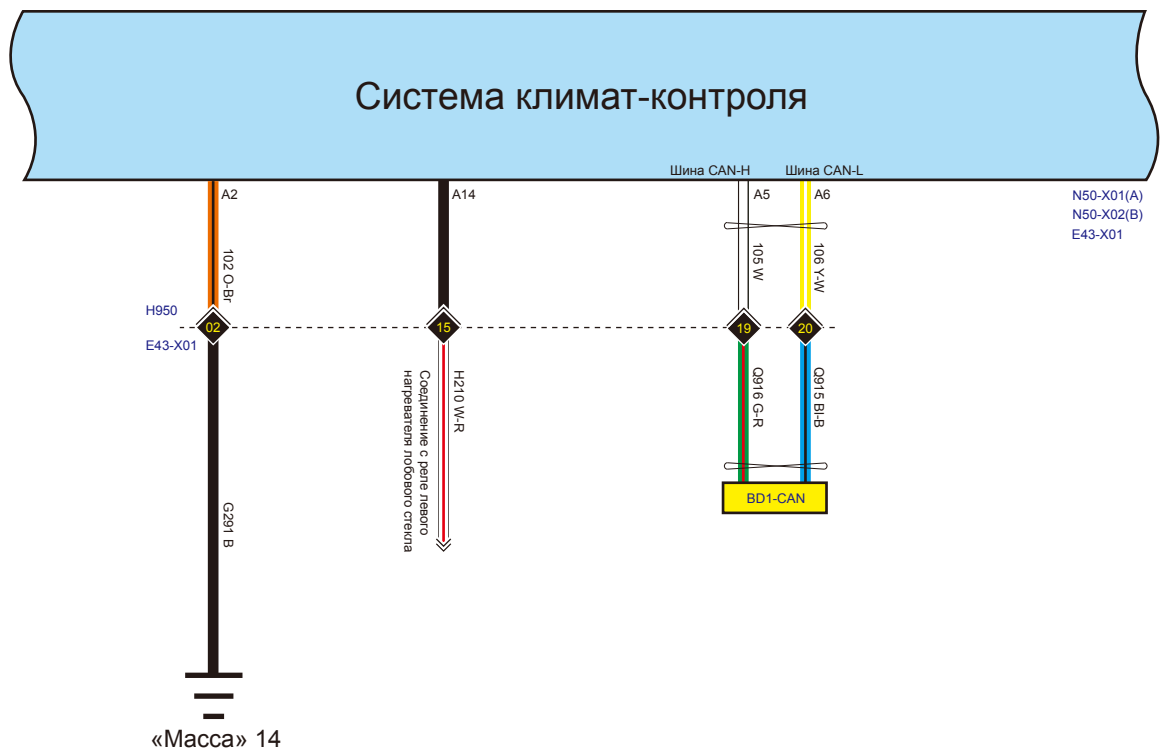 Система климат-контроля
Шина CAN-H
Шина CAN-L
A2
A14
A5
A6
N50-X01(A)
N50-X02(B)
E43-X01
102 O-Br
105 W
106 Y-W
H950
E43-X01
02
15
19
20
G291 B
H210 W-R
Соединение с реле левого
нагревателя лобового стекла
Q916 G-R
Q915 Bl-B
BD1-CAN
«Масса» 14